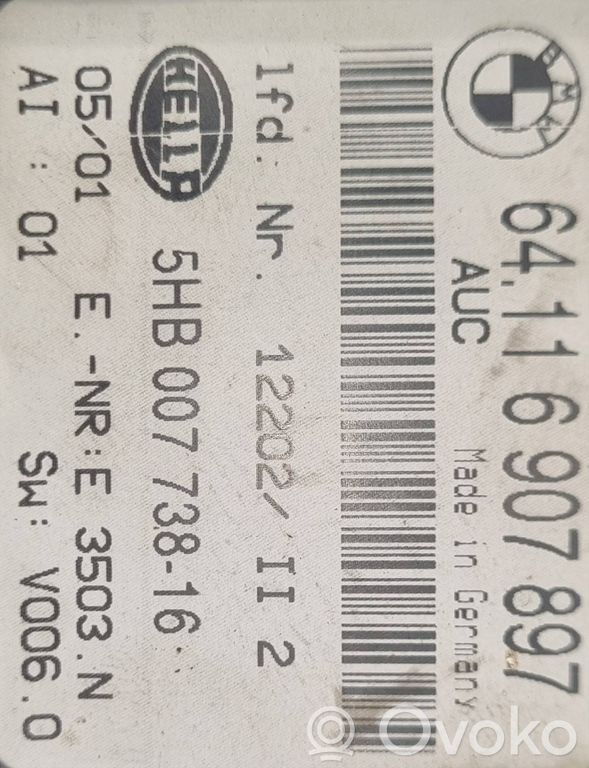 BMW
64.11 6 907 897
AUC Made in Germany
lfd. Nr. 12202/ II 2
HELLA
5HB 007 738-16
05/01 E.-NR:E 3503.N
AI : 01 SW: V006.0
Ovoko